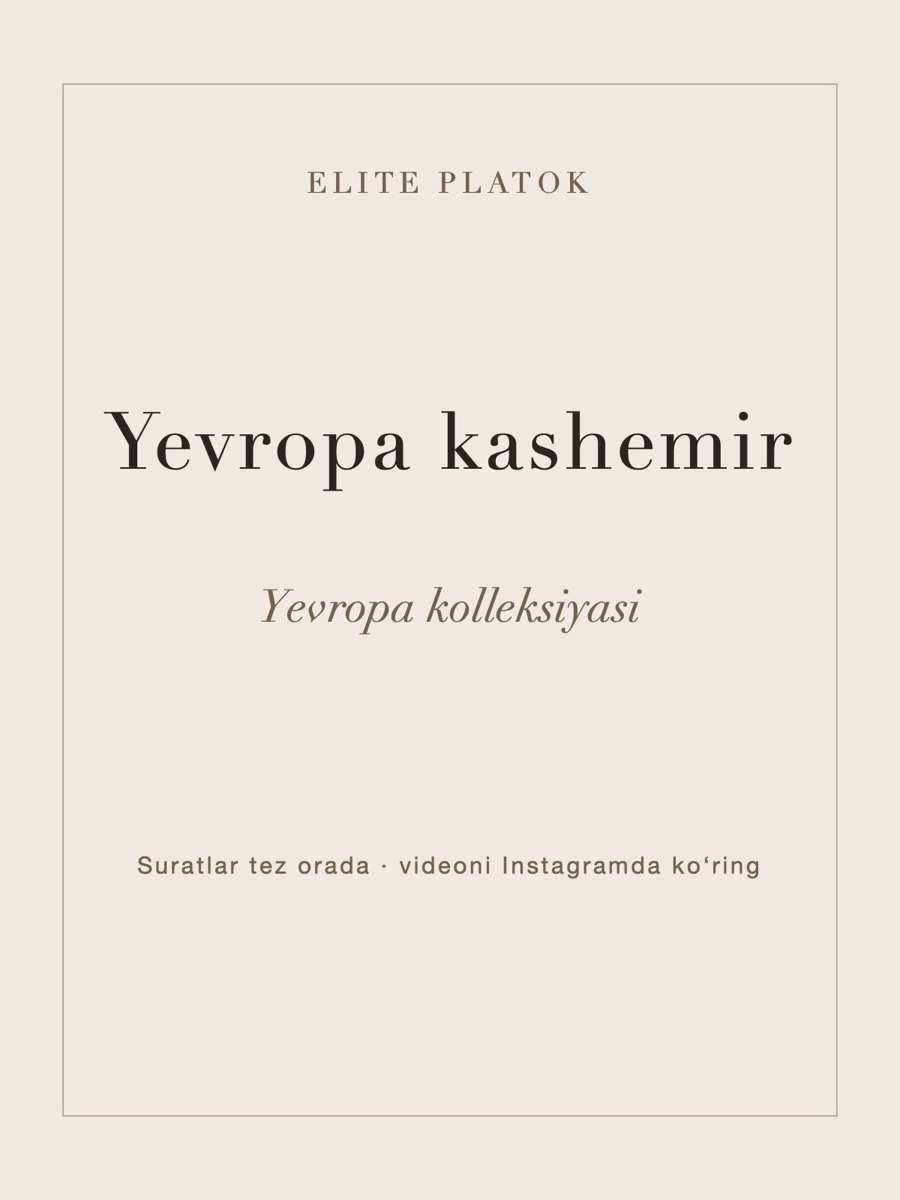 ELITE PLATOK
Yevropa kashemir
Yevropa kolleksiyasi
Suratlar tez orada · videoni Instagramda ko‘ring